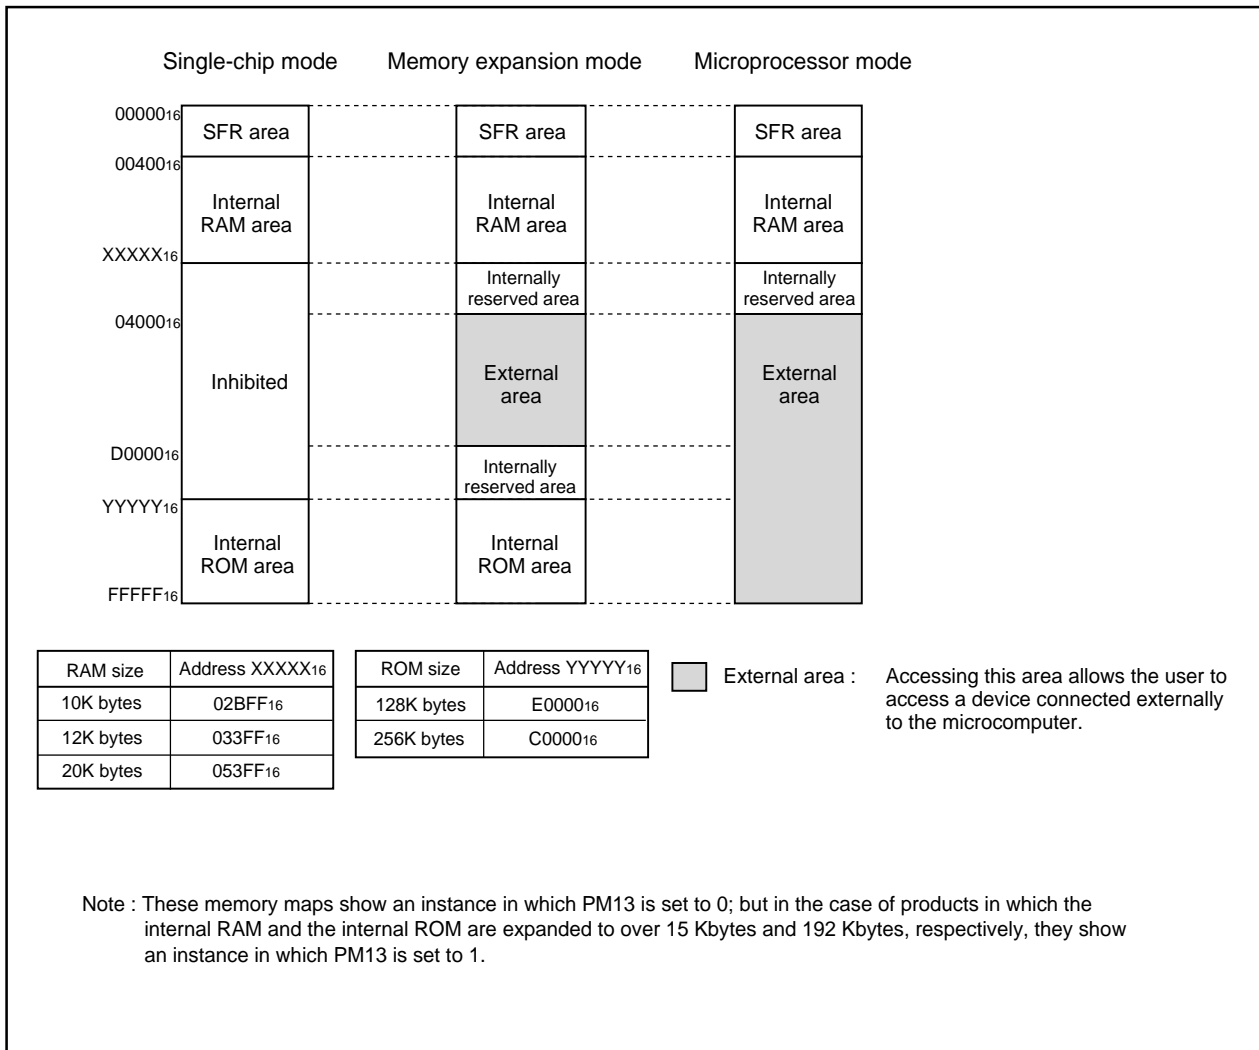 Single-chip mode Memory expansion mode Microprocessor mode
0000016
SFR area SFR area SFR area
0040016
Internal
RAM area
Internal
RAM area
Internal
RAM area
XXXXX16
Internally
reserved area
Internally
reserved area
0400016
Inhibited
External
area
External
area
D000016
Internally
reserved area
YYYYY16
Internal
ROM area
Internal
ROM area
FFFFF16
RAM size Address XXXXX16
10K bytes 02BFF16
12K bytes 033FF16
20K bytes 053FF16
ROM size Address YYYYY16
128K bytes E000016
256K bytes C000016
External area : Accessing this area allows the user to
access a device connected externally
to the microcomputer.
Note : These memory maps show an instance in which PM13 is set to 0; but in the case of products in which the
internal RAM and the internal ROM are expanded to over 15 Kbytes and 192 Kbytes, respectively, they show
an instance in which PM13 is set to 1.